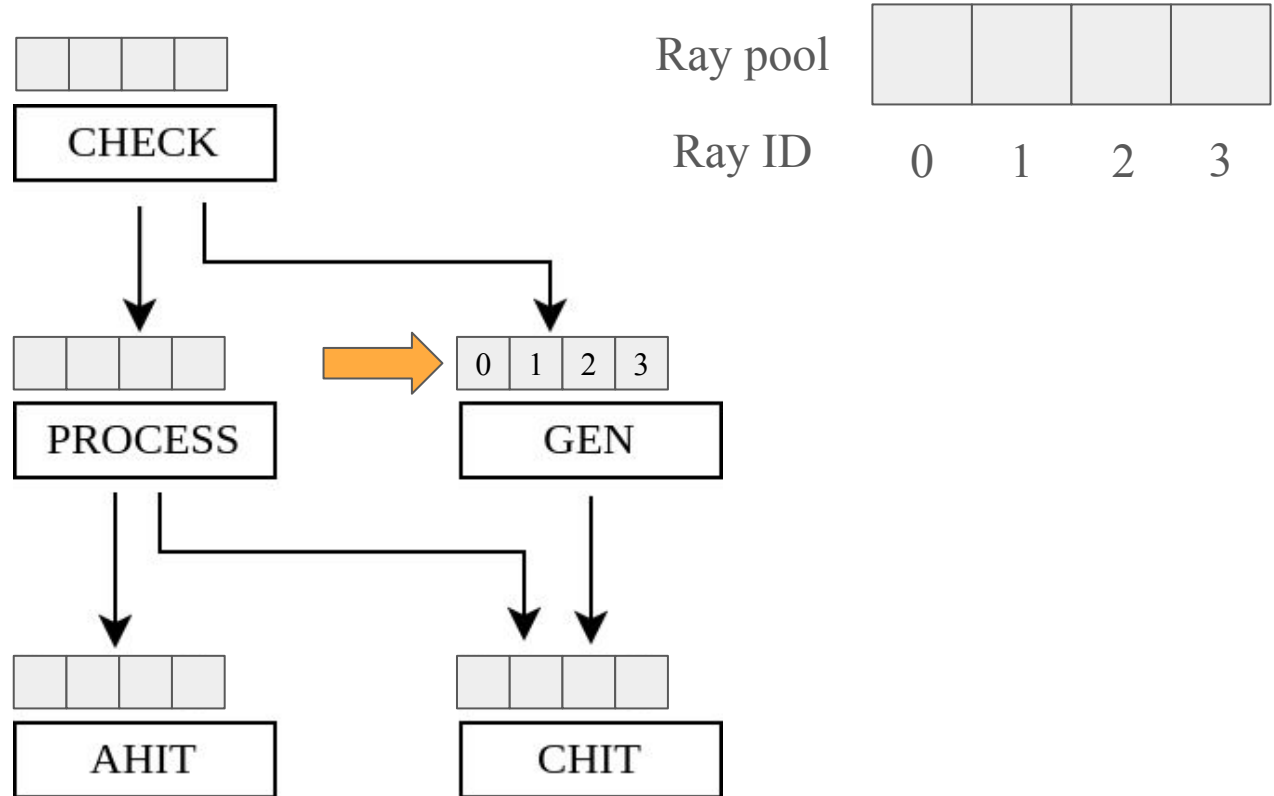 Ray pool
CHECK
Ray ID 0 1 2 3
0 1 2 3
PROCESS GEN
AHIT CHIT